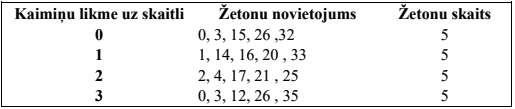 Kaimiņu likme uz skaitli Žetonu novietojums Žetonu skaits
0 0, 3, 15, 26 ,32 5
1 1, 14, 16, 20 , 33 5
2 2, 4, 17, 21 , 25 5
3 0, 3, 12, 26 , 35 5